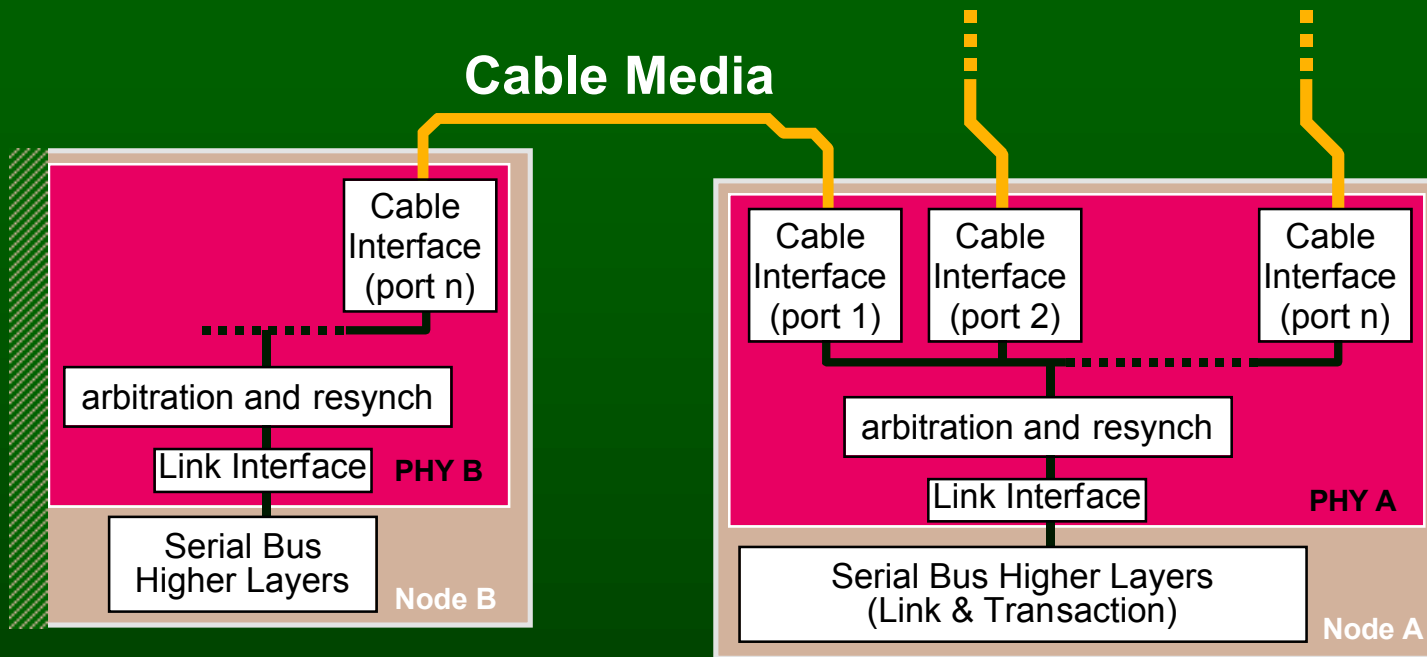 Cable Media
Cable
Interface
(port n)
arbitration and resynch
Link Interface
PHY B
Serial Bus
Higher Layers
Node B
Cable
Interface
(port 1)
Cable
Interface
(port 2)
Cable
Interface
(port n)
arbitration and resynch
Link Interface
PHY A
Serial Bus Higher Layers
(Link & Transaction)
Node A